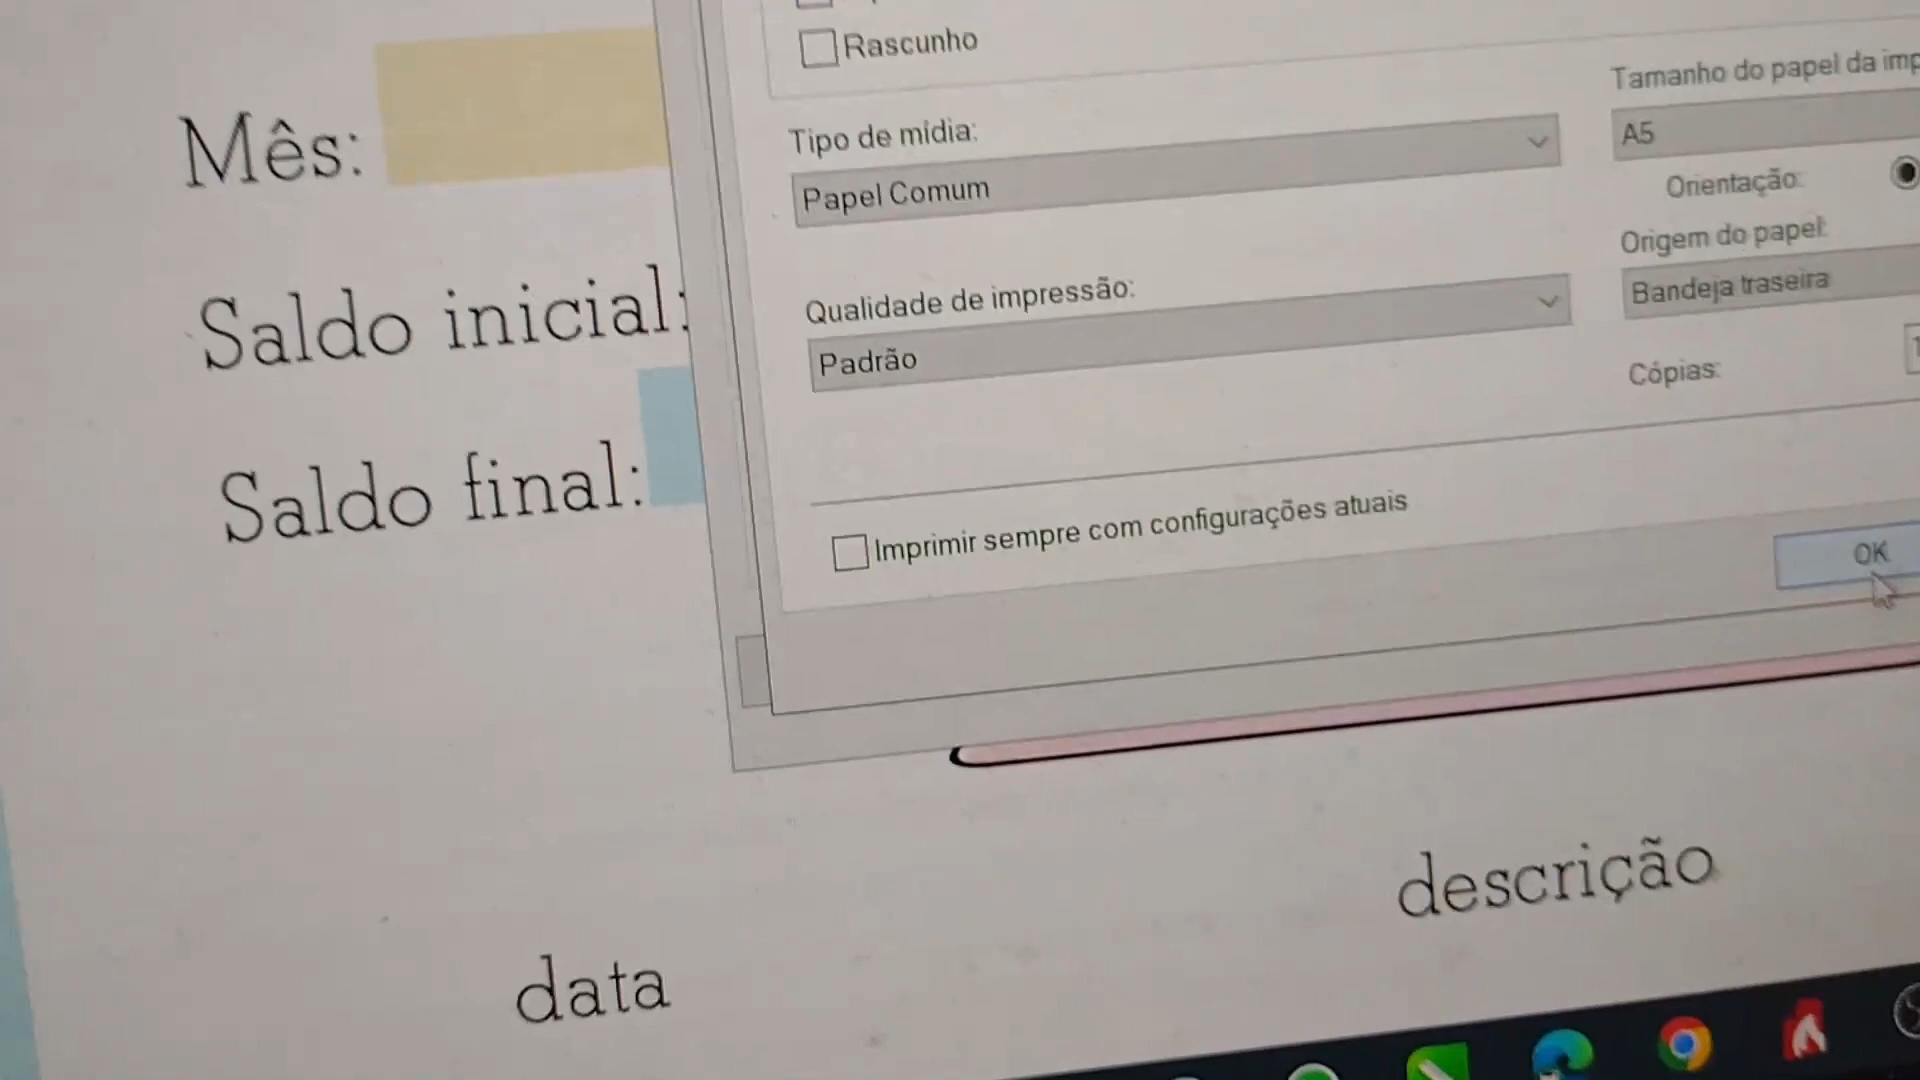 Rascunho
Tipo de mídia:
Papel Comum
Qualidade de impressão:
Padrão
Imprimir sempre com configurações atuais
Tamanho do papel da imp
A5
Orientação:
Origem do papel:
Bandeja traseira
Cópias:
1
OK
Mês:
Saldo inicial:
Saldo final:
data
descrição